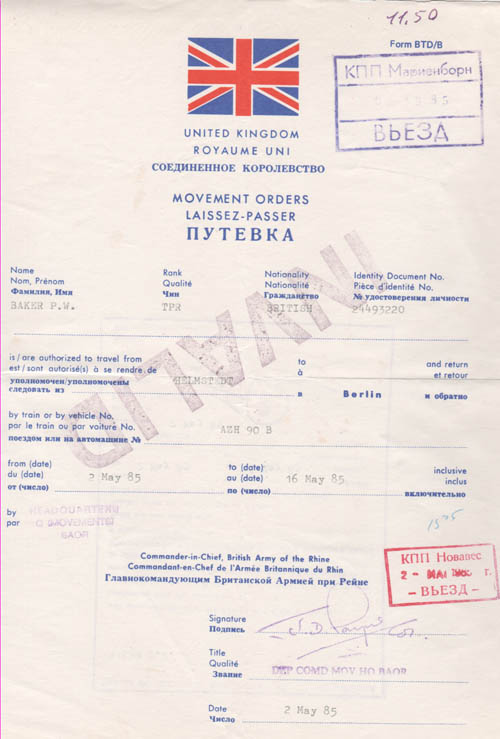 11.50
Form BTD/B
КПП Мариенборн
ВЪЕЗД
UNITED KINGDOM
ROYAUME UNI
СОЕДИНЕННОЕ КОРОЛЕВСТВО
MOVEMENT ORDERS
LAISSEZ-PASSER
ПУТЕВКА
Name Rank Nationality Identity Document No.
Nom, Prénom Qualité Nationalité Pièce d'identité No.
Фамилия, Имя Чин Гражданство № удостоверения личности
BAKER P.W. TPR BRITISH 24493220
INVALID
is/are authorized to travel from to and return
est/sont autorisé(s) à se rendre de à et retour
уполномочен/уполномочены HELMSTEDT
следовать из в Berlin и обратно
by train or by vehicle No.
par le train ou par voiture No. AZH 90 B
поездом или на автомашине №
from (date) to (date) inclusive
du (date) 2 May 85 au (date) 16 May 85 inclus
от (число) по (число) включительно
by HEADQUARTERS
par Q (MOVEMENTS)
BAOR
1525
Commander-in-Chief, British Army of the Rhine
Commandant-en-Chef de l'Armée Britannique du Rhin
Главнокомандующим Британской Армией при Рейне
КПП Новавес
2 - MAI 1985 г.
- ВЪЕЗД -
Signature
Подпись
Title
Qualité
Звание DEP COMD MOV HQ BAOR
Date 2 May 85
Число